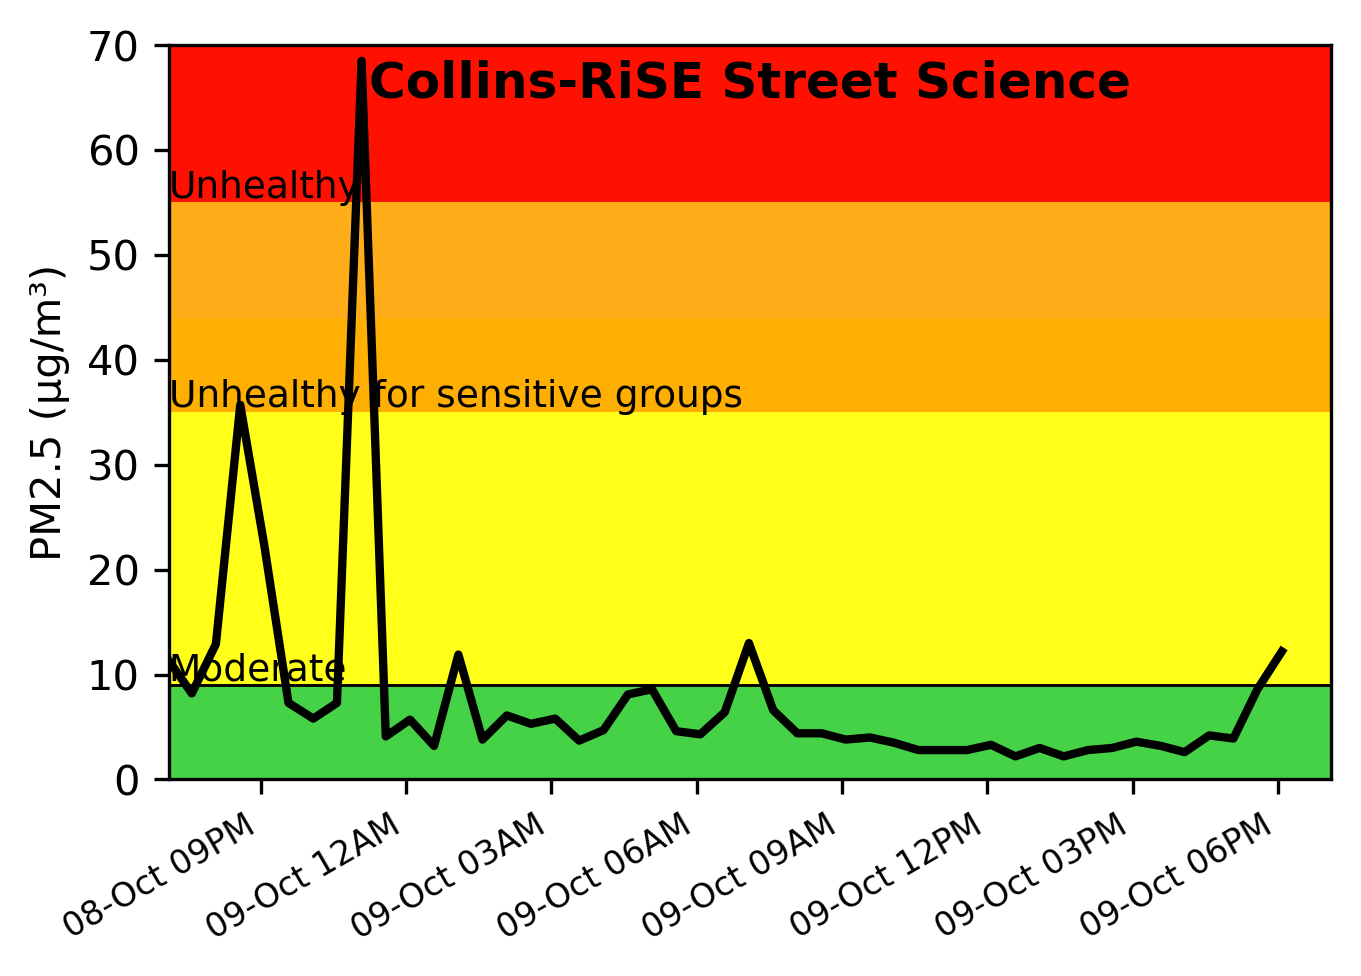 Collins-RiSE Street Science
PM2.5 (µg/m³)
70
60
50
40
30
20
10
0
Unhealthy
Unhealthy for sensitive groups
Moderate
08-Oct 09PM
09-Oct 12AM
09-Oct 03AM
09-Oct 06AM
09-Oct 09AM
09-Oct 12PM
09-Oct 03PM
09-Oct 06PM